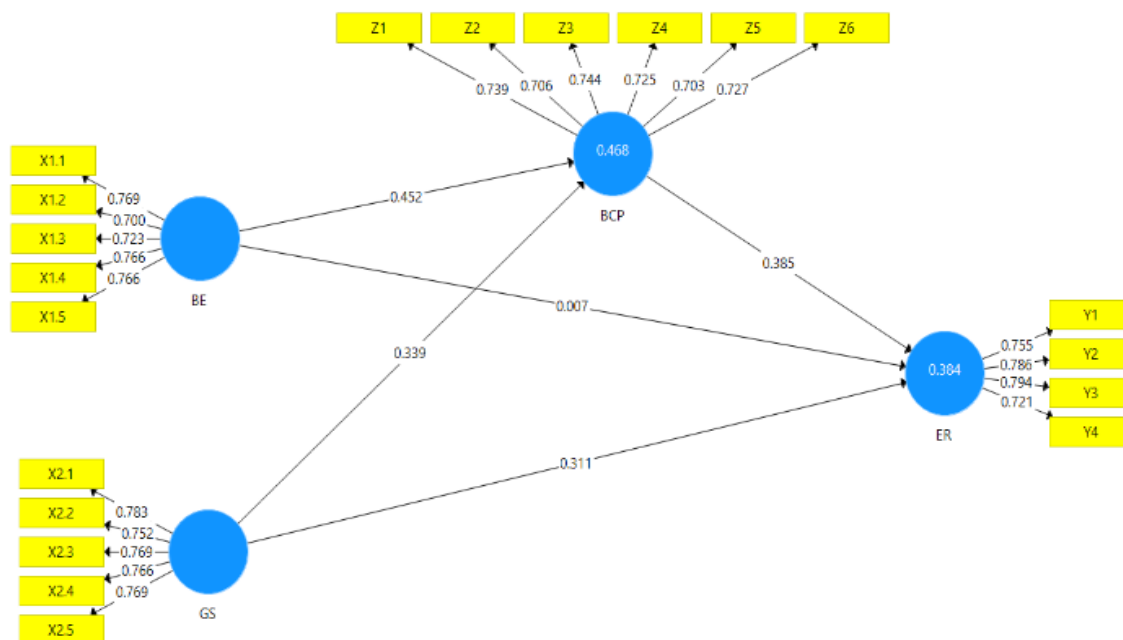 Z1 Z2 Z3 Z4 Z5 Z6
0.739 0.706 0.744 0.725 0.703 0.727
X1.1
X1.2
X1.3
X1.4
X1.5
0.769
0.700
0.723
0.766
0.766
BE
0.468
BCP
0.452
0.385
0.007
0.339
0.311
0.384
ER
0.755
0.786
0.794
0.721
Y1
Y2
Y3
Y4
X2.1
X2.2
X2.3
X2.4
X2.5
0.783
0.752
0.769
0.766
0.769
GS